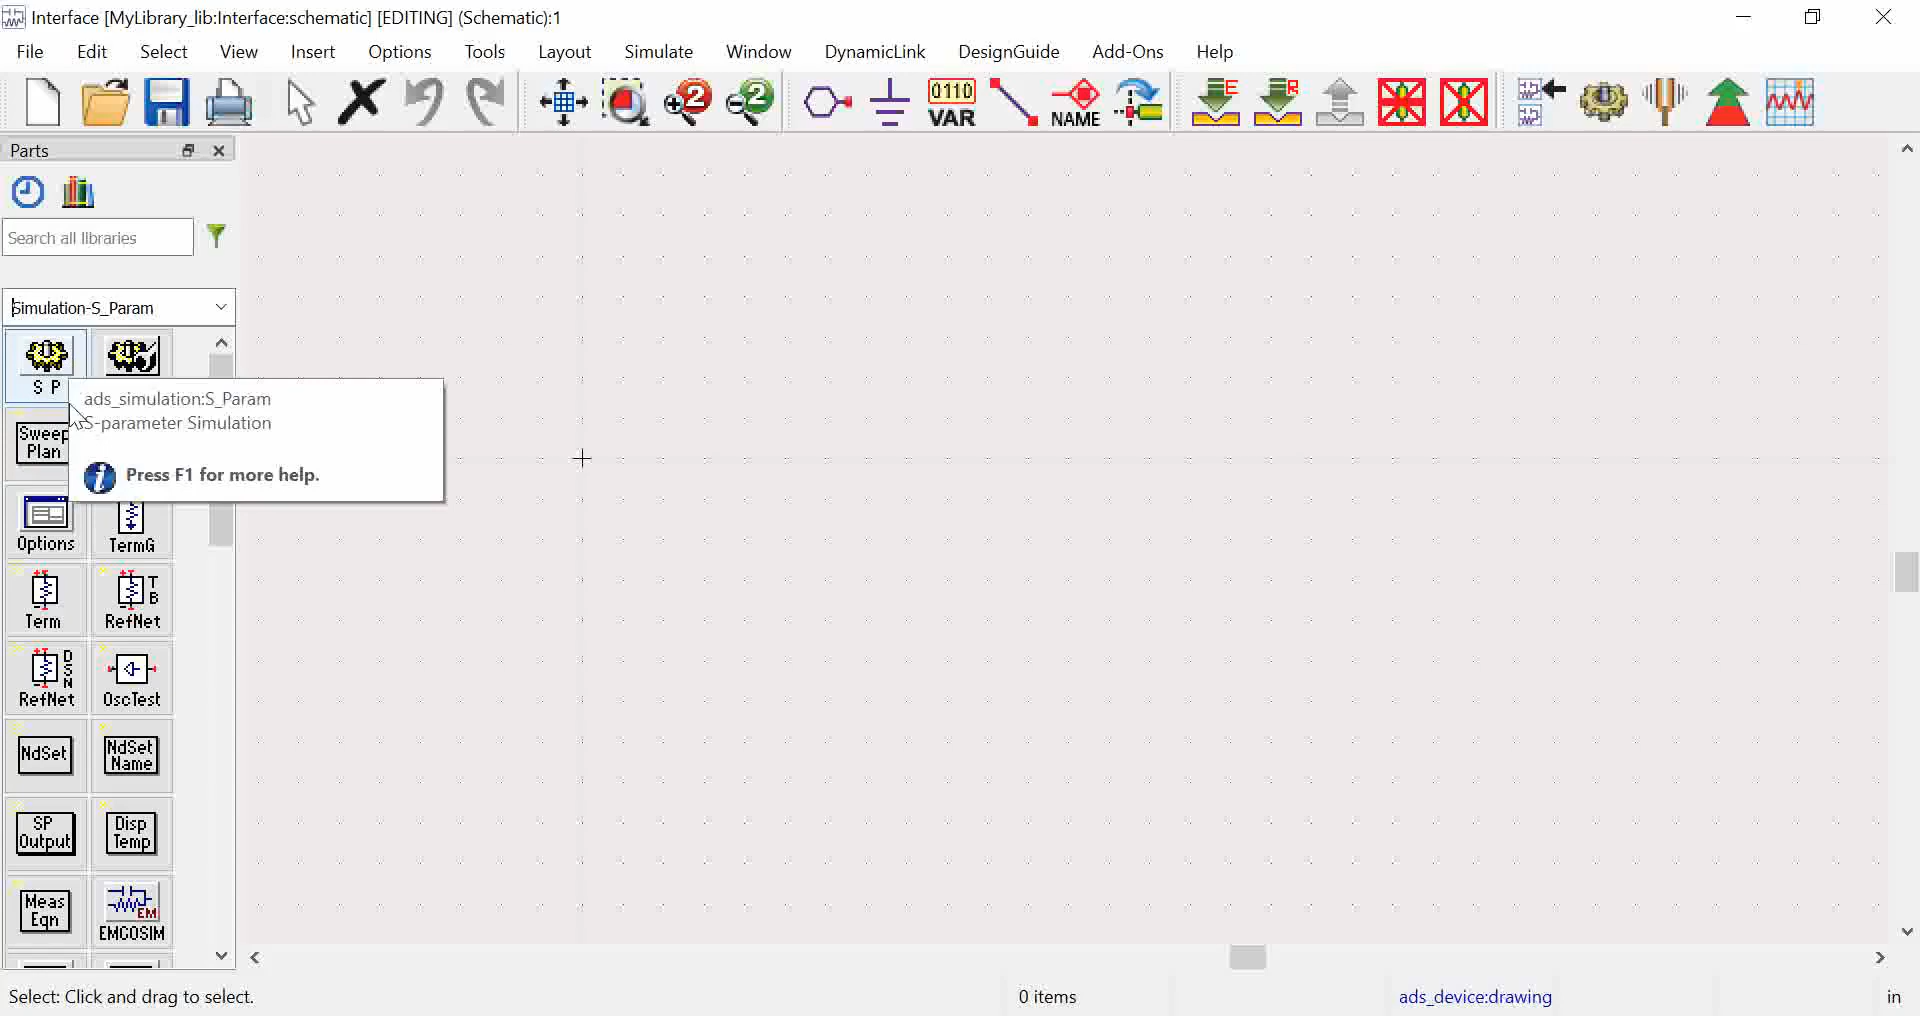 Interface [MyLibrary_lib:Interface:schematic] [EDITING] (Schematic):1
File Edit Select View Insert Options Tools Layout Simulate Window DynamicLink DesignGuide Add-Ons Help
0110
VAR
NAME
E
R
Parts
Search all libraries
Simulation-S_Param
S P
ads_simulation:S_Param
S-parameter Simulation
Press F1 for more help.
Sweep
Plan
Options TermG
Term
T
B
RefNet
D
S
N
RefNet OscTest
NdSet
NdSet
Name
SP
Output
Disp
Temp
Meas
Eqn
EM
EMCOSIM
Select: Click and drag to select. 0 items ads_device:drawing in